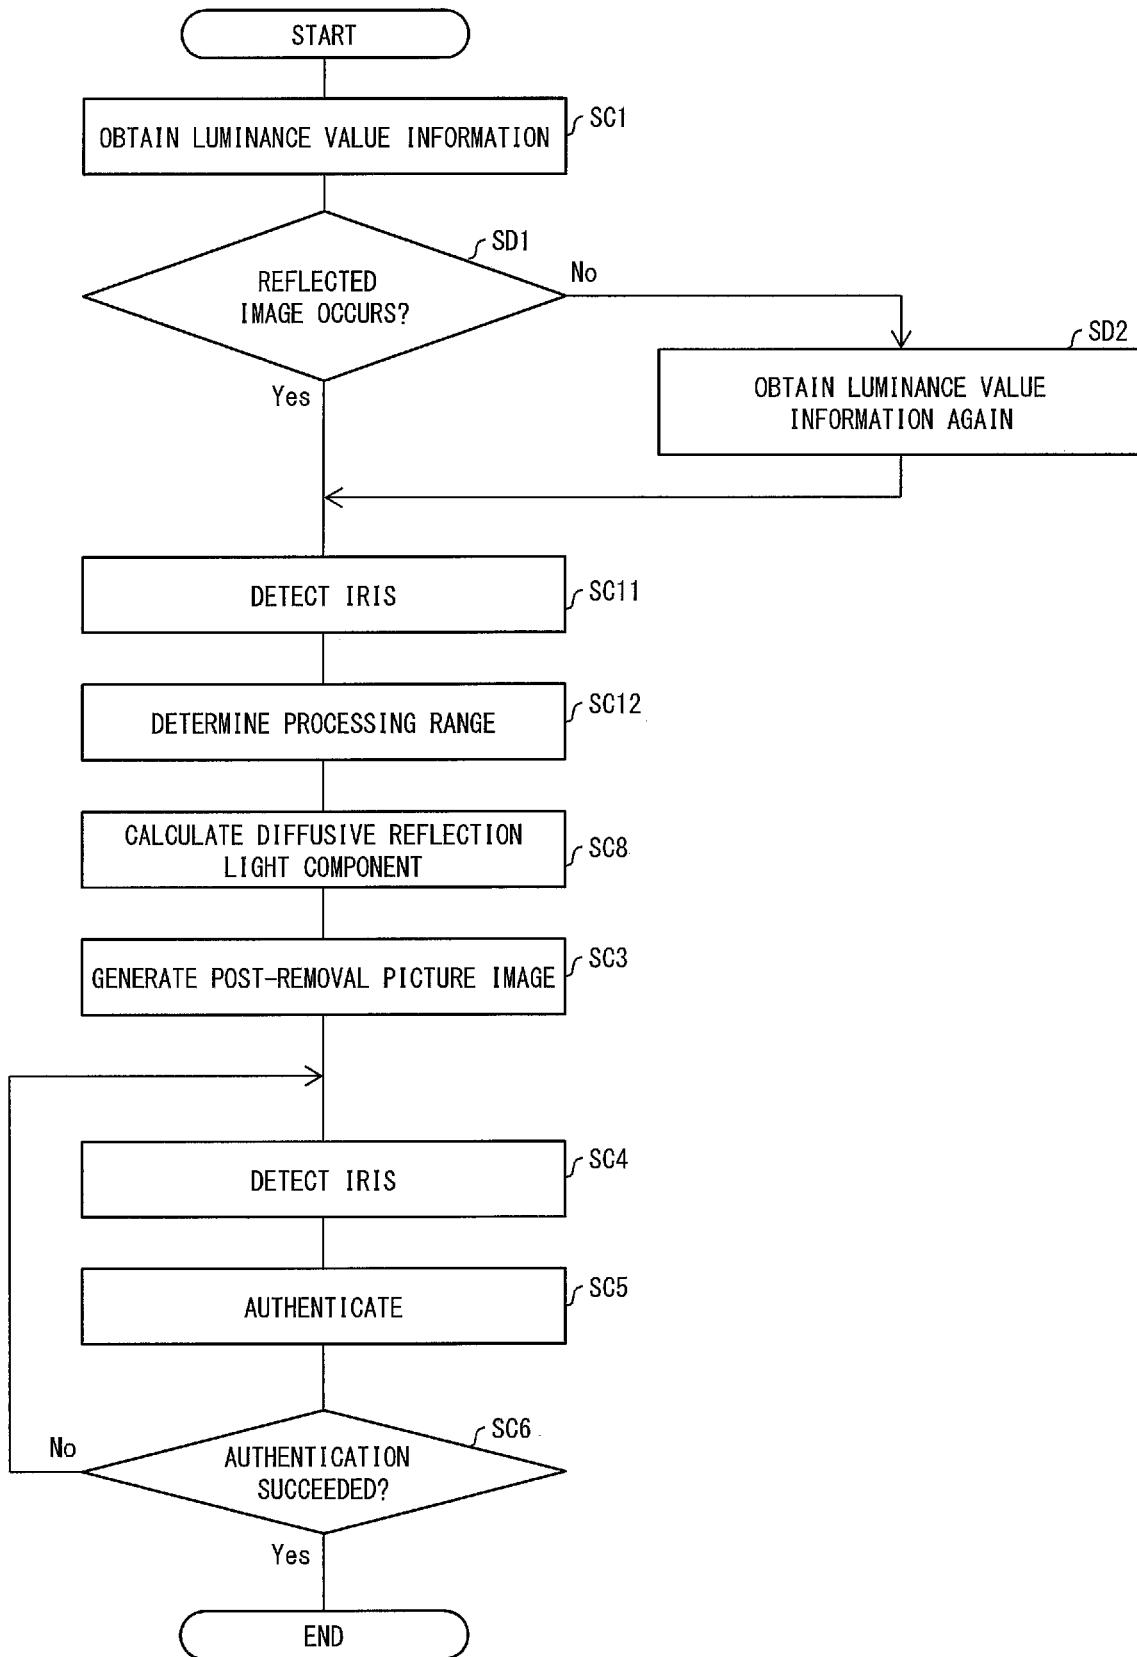 START
OBTAIN LUMINANCE VALUE INFORMATION
SC1
REFLECTED
IMAGE OCCURS?
SD1
No
Yes
SD2
OBTAIN LUMINANCE VALUE
INFORMATION AGAIN
DETECT IRIS
SC11
DETERMINE PROCESSING RANGE
SC12
CALCULATE DIFFUSIVE REFLECTION
LIGHT COMPONENT
SC8
GENERATE POST-REMOVAL PICTURE IMAGE
SC3
DETECT IRIS
SC4
AUTHENTICATE
SC5
AUTHENTICATION
SUCCEEDED?
SC6
No
Yes
END